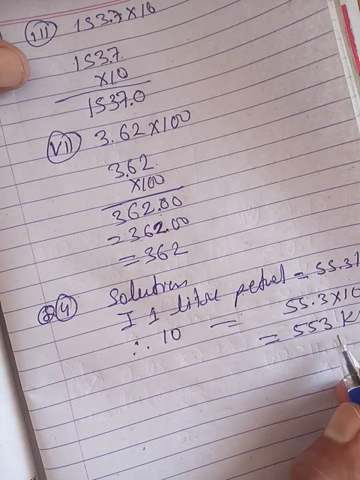 (iii) 153.7 × 10
153.7
×10
1537.0
(vii) 3.62 × 100
3.62
×100
362.00
= 362.00
= 362
Q (4) Solution
I 1 litre petrol = 55.3
∴ 10 = 55.3 × 10
= 553 K